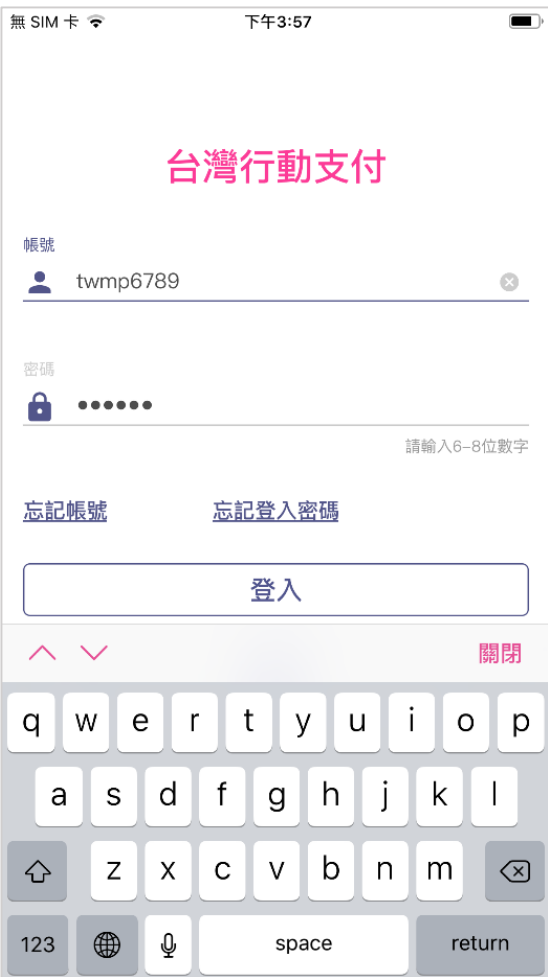 無 SIM 卡 下午3:57
台灣行動支付
帳號
twmp6789
密碼
••••••
請輸入6-8位數字
忘記帳號 忘記登入密碼
登入
關閉
q w e r t y u i o p
a s d f g h j k l
z x c v b n m
123 space return